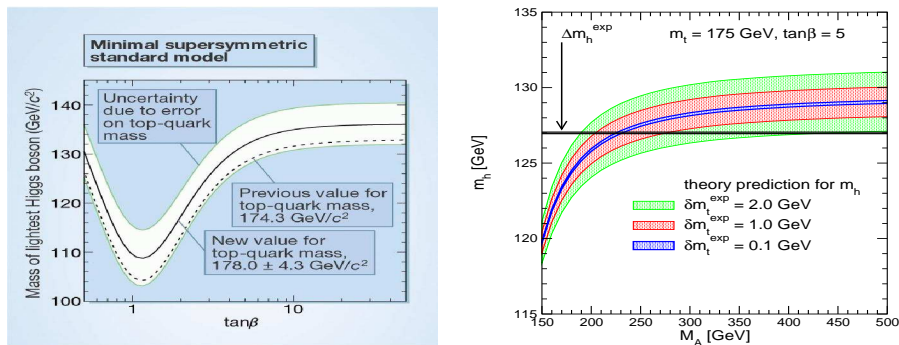 Minimal supersymmetric
standard model
Mass of lightest Higgs boson (GeV/c²)
140
130
120
110
100
Uncertainty
due to error
on top-quark
mass
Previous value for
top-quark mass,
174.3 GeV/c²
New value for
top-quark mass,
178.0 ± 4.3 GeV/c²
1
10
tanβ
m_h [GeV]
135
130
125
120
115
Δm_h^exp
m_t = 175 GeV, tanβ = 5
theory prediction for m_h
δm_t^exp = 2.0 GeV
δm_t^exp = 1.0 GeV
δm_t^exp = 0.1 GeV
150 200 250 300 350 400 450 500
M_A [GeV]